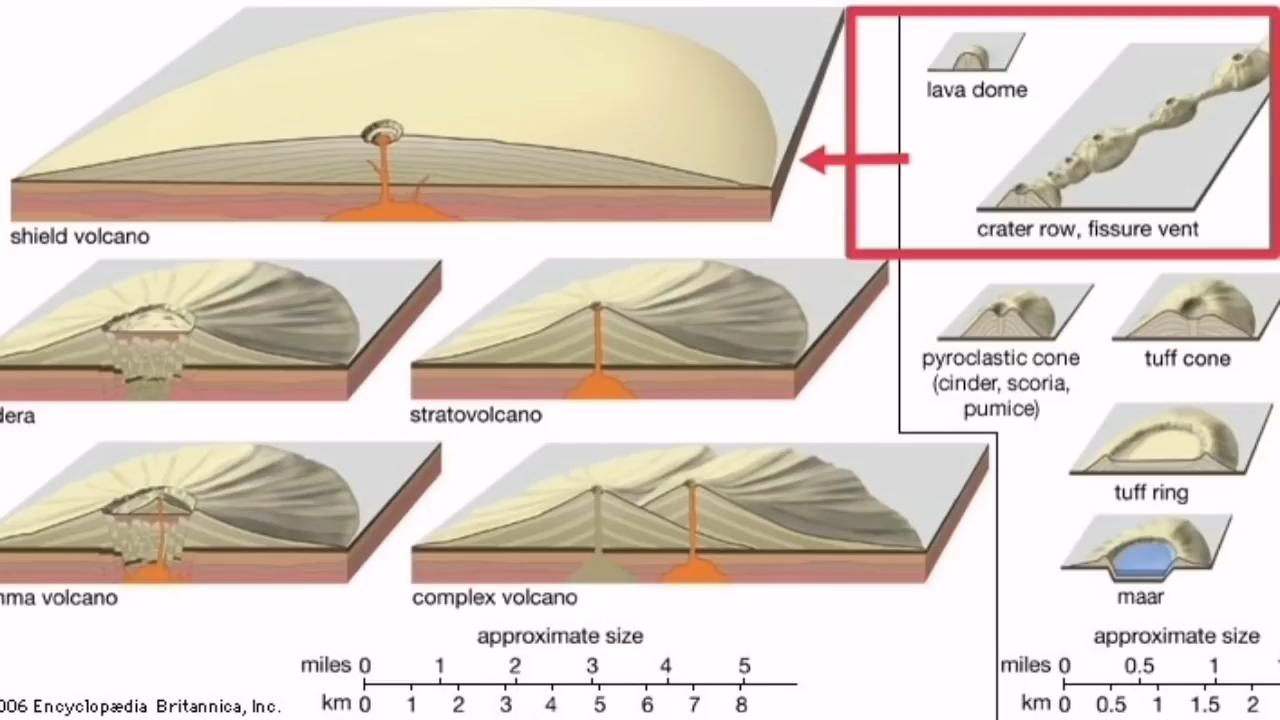 lava dome
crater row, fissure vent
shield volcano
pyroclastic cone
(cinder, scoria,
pumice)
tuff cone
dera
stratovolcano
tuff ring
mma volcano
complex volcano
maar
approximate size
miles 0 1 2 3 4 5
km 0 1 2 3 4 5 6 7 8
approximate size
miles 0 0.5 1
km 0 0.5 1 1.5 2
006 Encyclopædia Britannica, Inc.